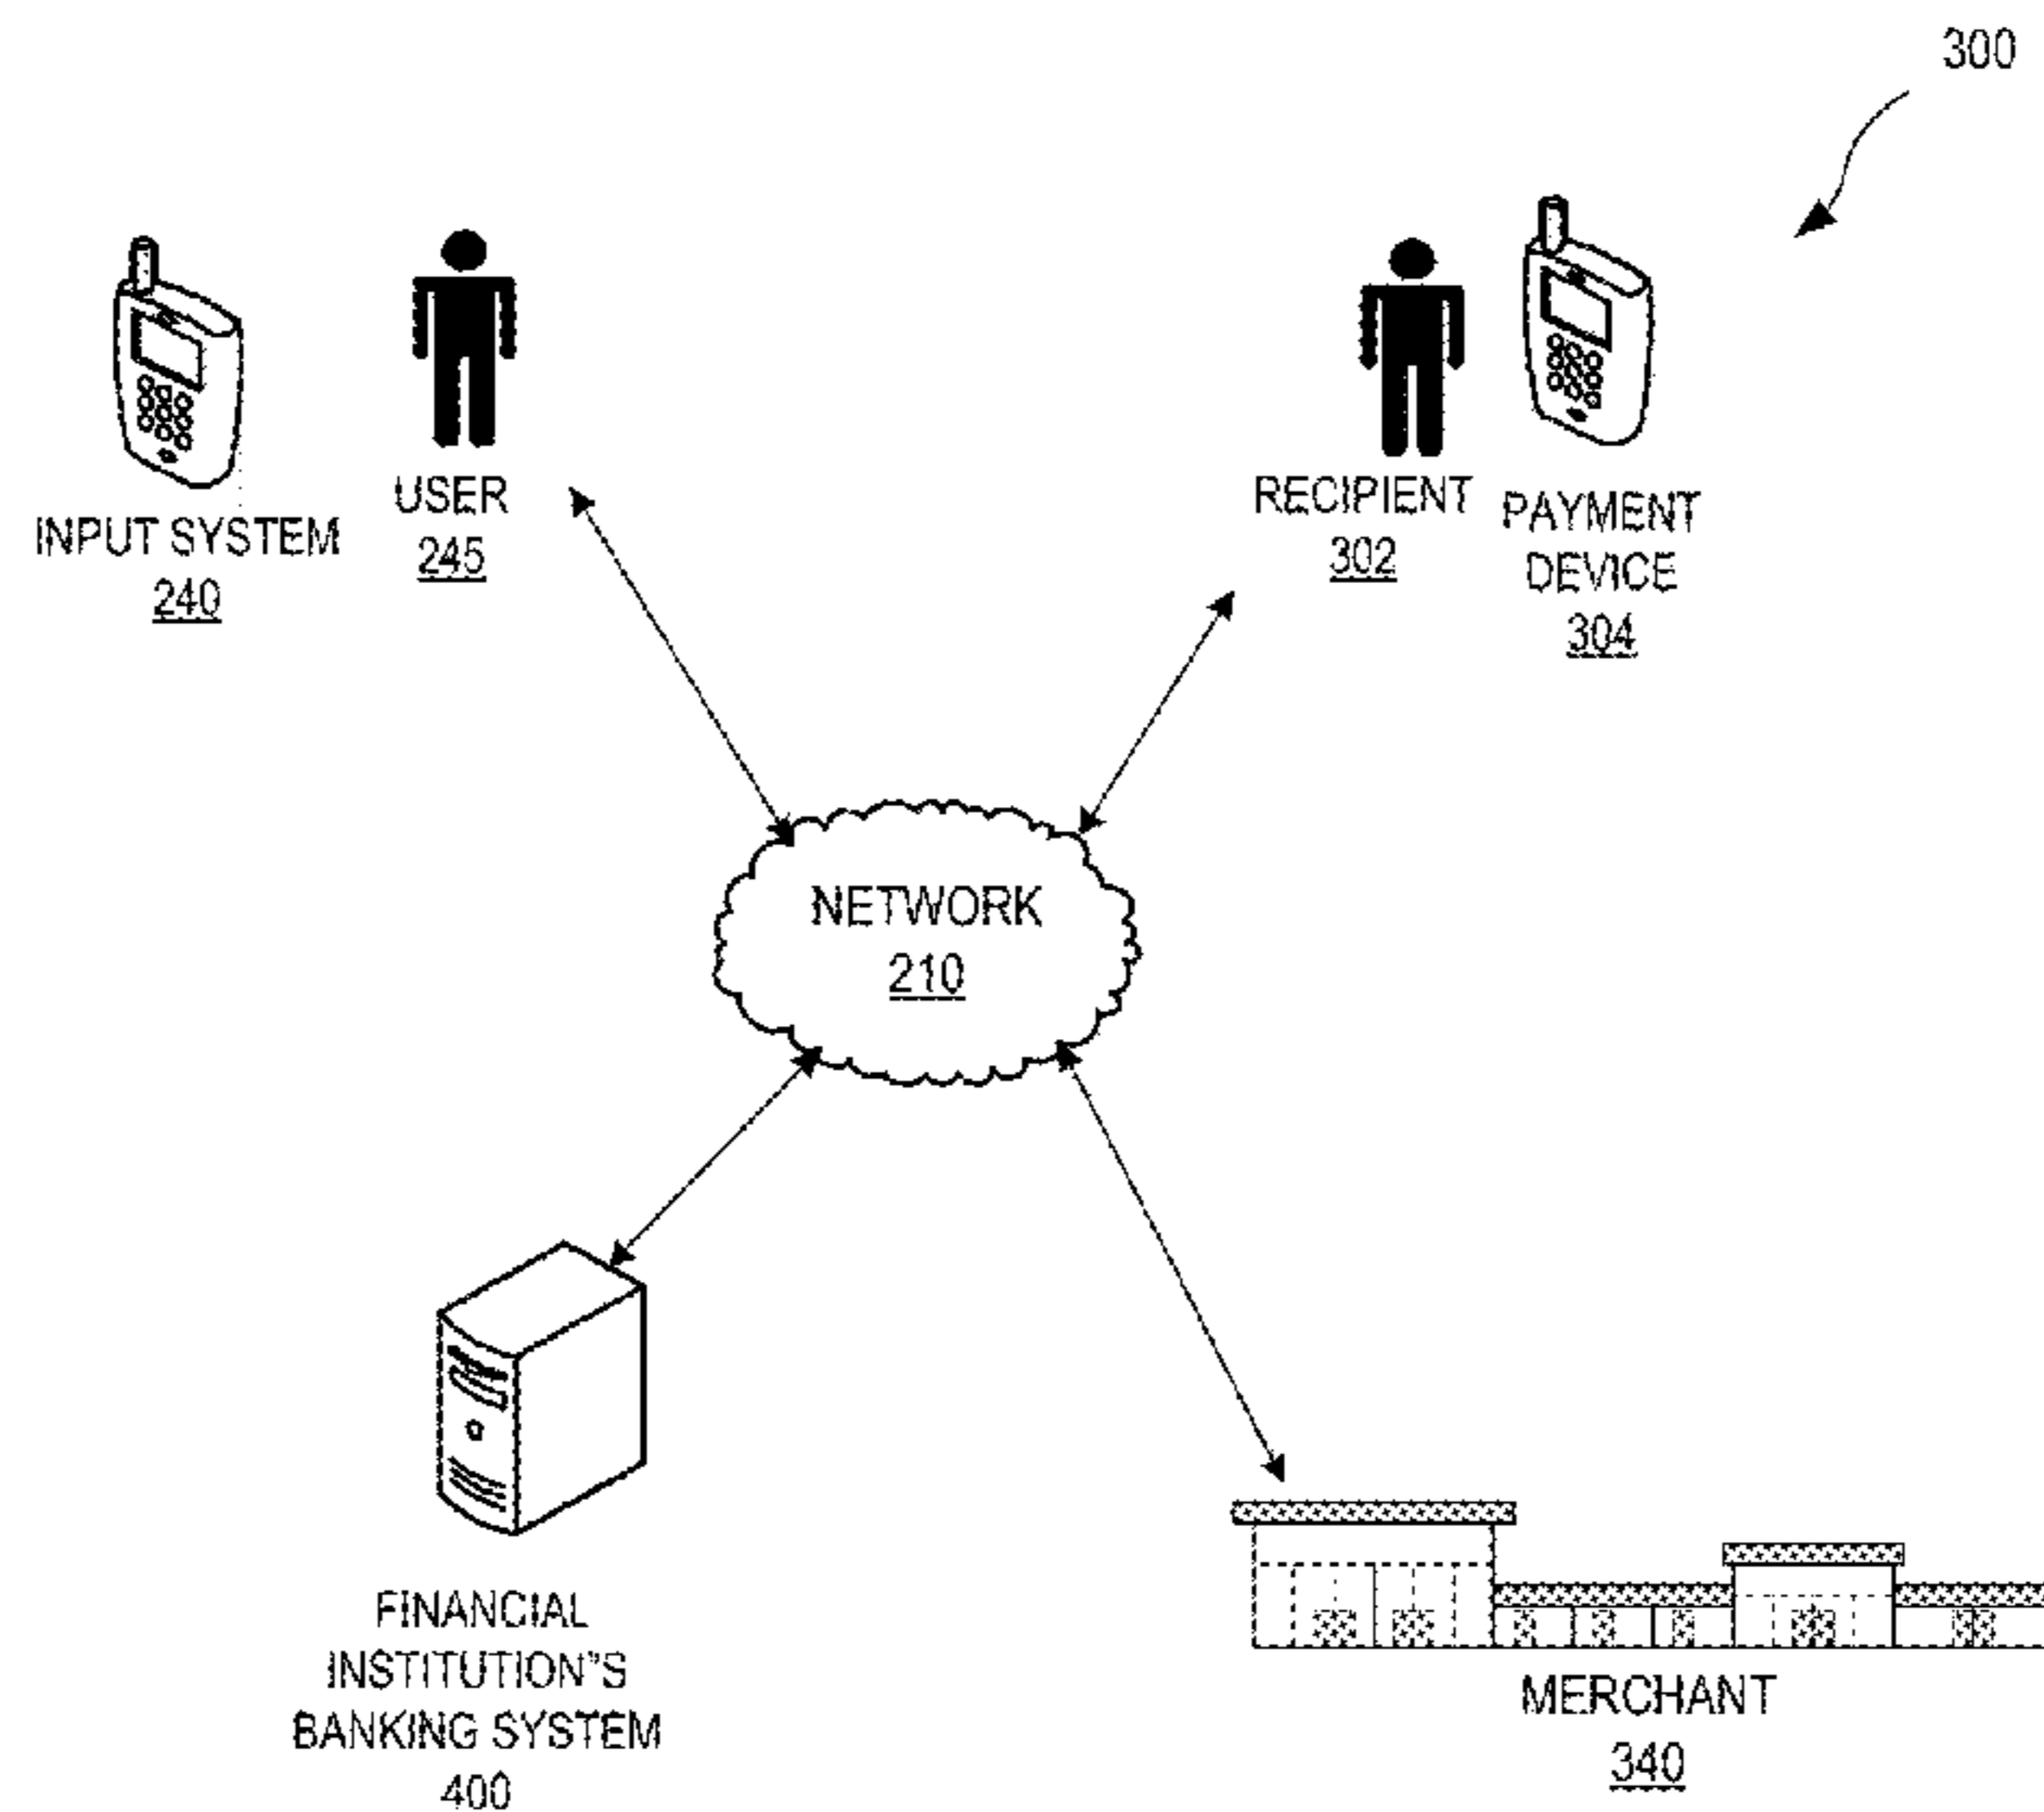 300
USER
245
INPUT SYSTEM
240
RECIPIENT
302
PAYMENT
DEVICE
304
NETWORK
210
FINANCIAL
INSTITUTION"S
BANKING SYSTEM
400
MERCHANT
340